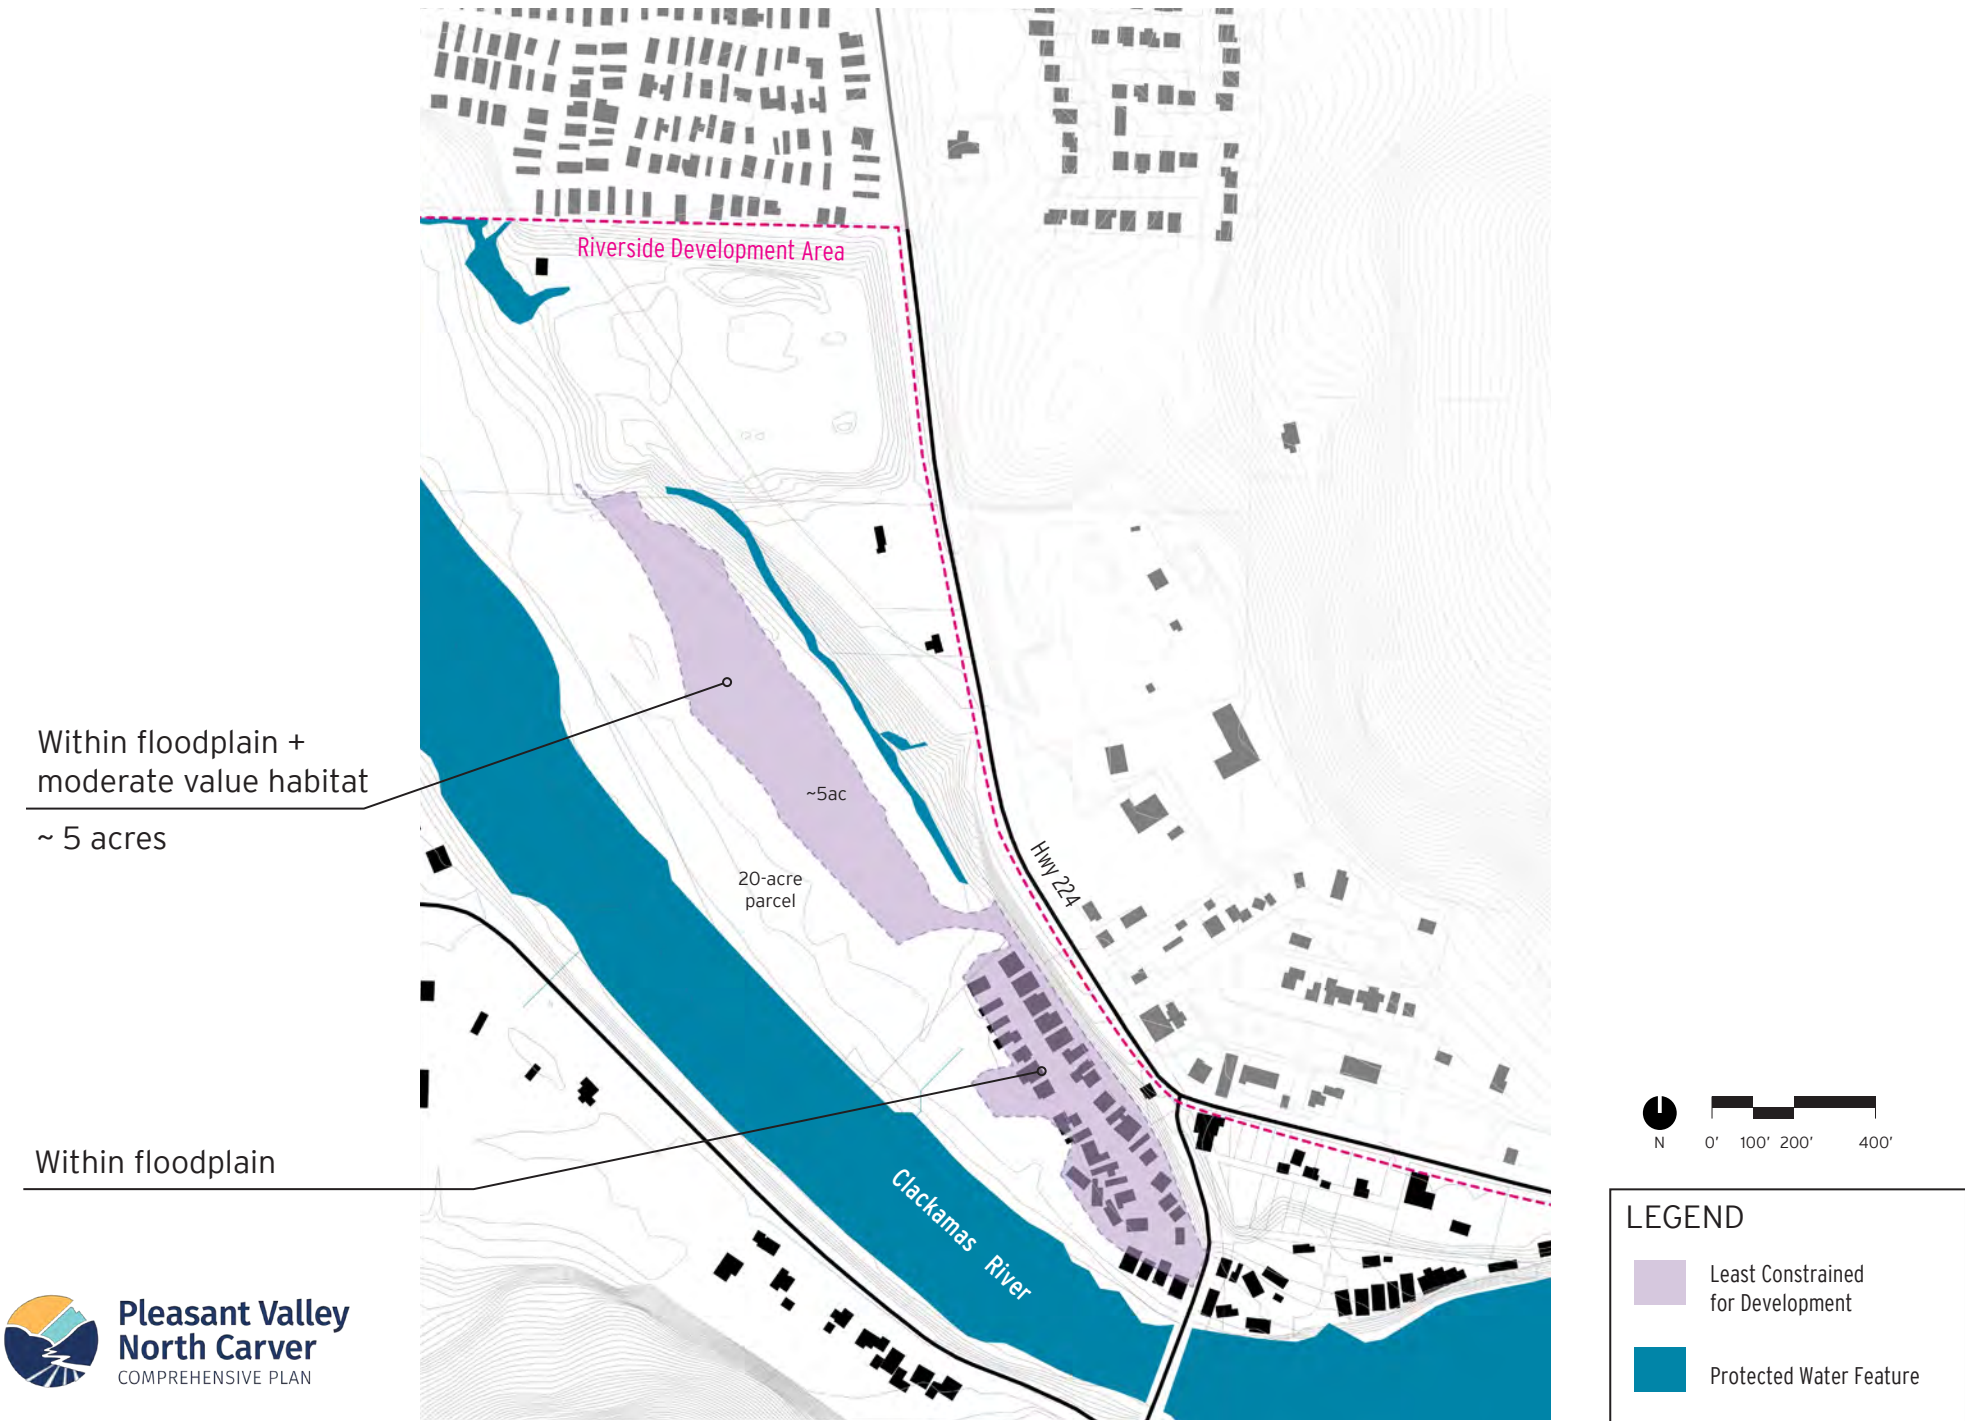 Riverside Development Area
Within floodplain +
moderate value habitat
~ 5 acres
~5ac
20-acre
parcel
Hwy 224
Within floodplain
Clackamas River
N
0' 100' 200' 400'
LEGEND
Least Constrained
for Development
Protected Water Feature
Pleasant Valley
North Carver
COMPREHENSIVE PLAN